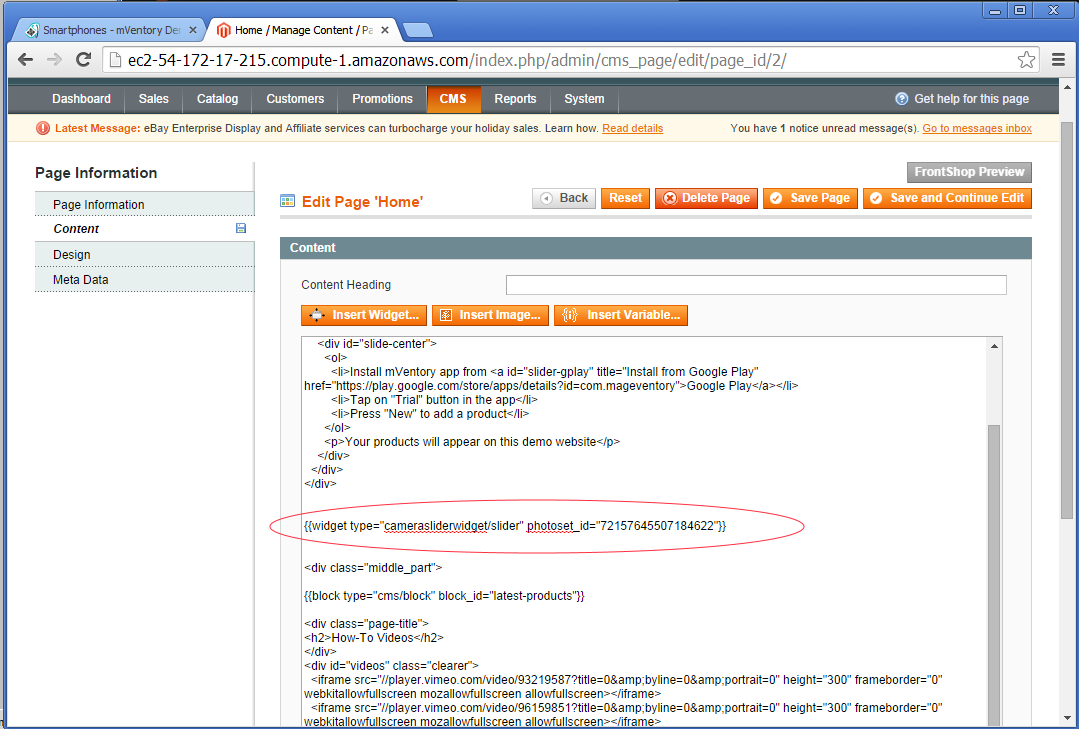 Smartphones - mVentory De
Home / Manage Content / Pa
ec2-54-172-17-215.compute-1.amazonaws.com/index.php/admin/cms_page/edit/page_id/2/
Dashboard Sales Catalog Customers Promotions CMS Reports System Get help for this page
Latest Message: eBay Enterprise Display and Affiliate services can turbocharge your holiday sales. Learn how. Read details You have 1 notice unread message(s). Go to messages inbox
Page Information
Page Information
Content
Design
Meta Data
FrontShop Preview
Edit Page 'Home'
Back Reset Delete Page Save Page Save and Continue Edit
Content
Content Heading
Insert Widget... Insert Image... Insert Variable...
<div id="slide-center">
<ol>
<li>Install mVentory app from <a id="slider-gplay" title="Install from Google Play"
href="https://play.google.com/store/apps/details?id=com.mageventory">Google Play</a></li>
<li>Tap on "Trial" button in the app</li>
<li>Press "New" to add a product</li>
</ol>
<p>Your products will appear on this demo website</p>
</div>
</div>
</div>
{{widget type="camerasliderwidget/slider" photoset_id="72157645507184622"}}
<div class="middle_part">
{{block type="cms/block" block_id="latest-products"}}
<div class="page-title">
<h2>How-To Videos</h2>
</div>
<div id="videos" class="clearer">
<iframe src="//player.vimeo.com/video/93219587?title=0&amp;byline=0&amp;portrait=0" height="300" frameborder="0"
webkitallowfullscreen mozallowfullscreen allowfullscreen></iframe>
<iframe src="//player.vimeo.com/video/96159851?title=0&amp;byline=0&amp;portrait=0" height="300" frameborder="0"
webkitallowfullscreen mozallowfullscreen allowfullscreen></iframe>